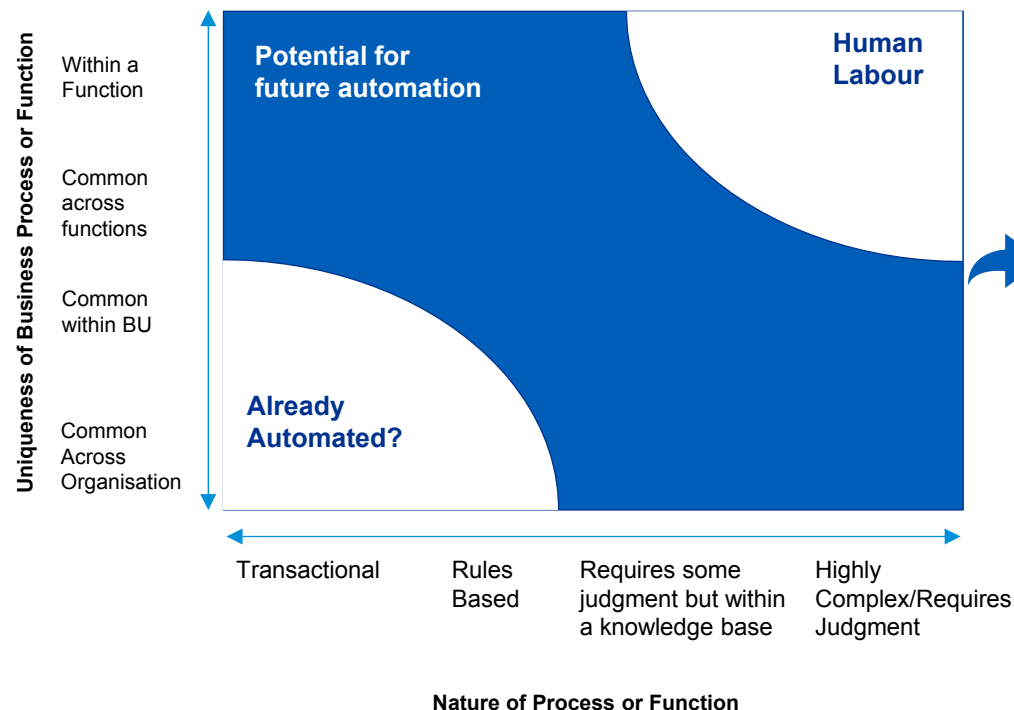 Uniqueness of Business Process or Function
Within a
Function
Common
across
functions
Common
within BU
Common
Across
Organisation
Potential for
future automation
Human
Labour
Already
Automated?
Transactional
Rules
Based
Requires some
judgment but within
a knowledge base
Highly
Complex/Requires
Judgment
Nature of Process or Function